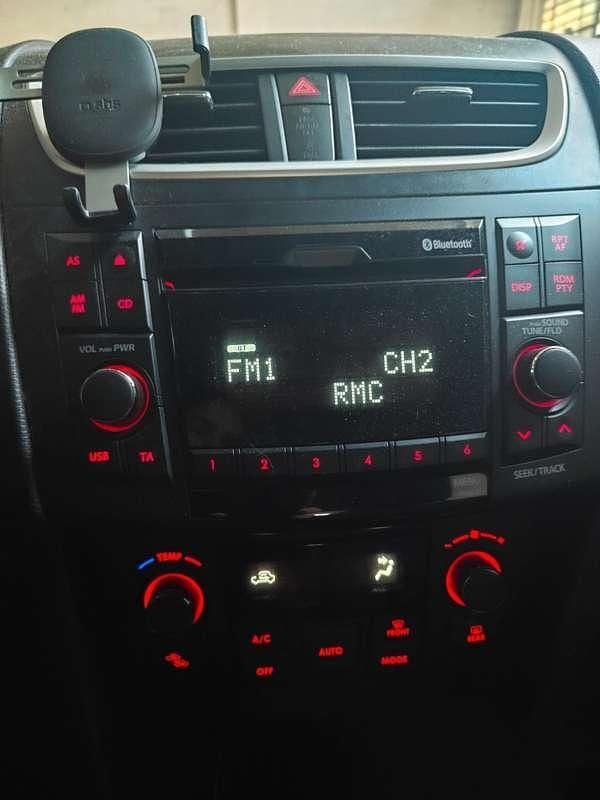 Bluetooth
AS
AM
FM
CD
RPT
AF
DISP
RDM
PTY
VOL PUSH PWR
PUSH SOUND
TUNE/FLD
FM1
CH2
RMC
USB
TA
1 2 3 4 5 6
SEEK/TRACK
TEMP
A/C
OFF
AUTO
FRONT
MODE
REAR